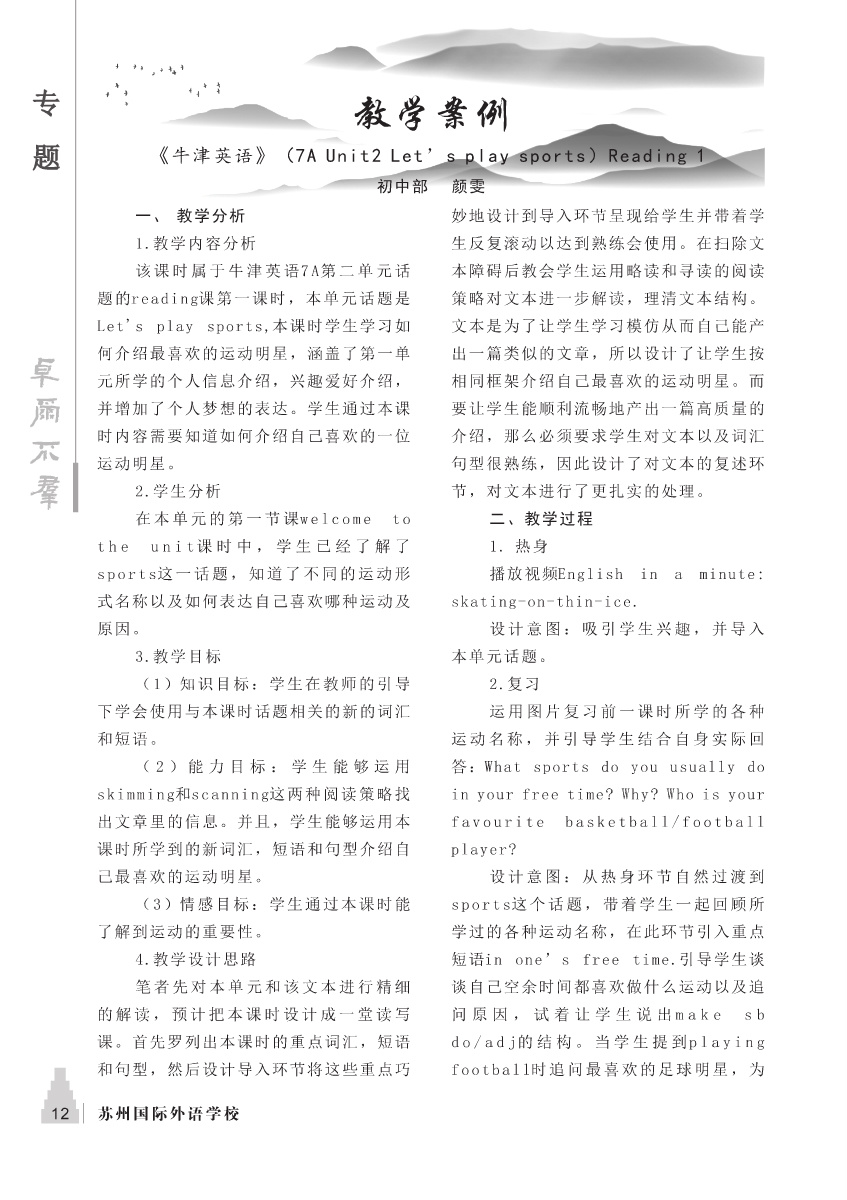 专
题
卓
尔
不
群
教学案例
《牛津英语》（7A Unit2 Let’s play sports）Reading 1
初中部 颜雯
一、 教学分析
1.教学内容分析
该课时属于牛津英语7A第二单元话
题的reading课第一课时，本单元话题是
Let's play sports,本课时学生学习如
何介绍最喜欢的运动明星，涵盖了第一单
元所学的个人信息介绍，兴趣爱好介绍，
并增加了个人梦想的表达。学生通过本课
时内容需要知道如何介绍自己喜欢的一位
运动明星。
2.学生分析
在本单元的第一节课welcome to
the unit课时中，学生已经了解了
sports这一话题，知道了不同的运动形
式名称以及如何表达自己喜欢哪种运动及
原因。
3.教学目标
（1）知识目标：学生在教师的引导
下学会使用与本课时话题相关的新的词汇
和短语。
（2）能力目标：学生能够运用
skimming和scanning这两种阅读策略找
出文章里的信息。并且，学生能够运用本
课时所学到的新词汇，短语和句型介绍自
己最喜欢的运动明星。
（3）情感目标：学生通过本课时能
了解到运动的重要性。
4.教学设计思路
笔者先对本单元和该文本进行精细
的解读，预计把本课时设计成一堂读写
课。首先罗列出本课时的重点词汇，短语
和句型，然后设计导入环节将这些重点巧
妙地设计到导入环节呈现给学生并带着学
生反复滚动以达到熟练会使用。在扫除文
本障碍后教会学生运用略读和寻读的阅读
策略对文本进一步解读，理清文本结构。
文本是为了让学生学习模仿从而自己能产
出一篇类似的文章，所以设计了让学生按
相同框架介绍自己最喜欢的运动明星。而
要让学生能顺利流畅地产出一篇高质量的
介绍，那么必须要求学生对文本以及词汇
句型很熟练，因此设计了对文本的复述环
节，对文本进行了更扎实的处理。
二、教学过程
1. 热身
播放视频English in a minute:
skating-on-thin-ice.
设计意图：吸引学生兴趣，并导入
本单元话题。
2.复习
运用图片复习前一课时所学的各种
运动名称，并引导学生结合自身实际回
答：What sports do you usually do
in your free time? Why? Who is your
favourite basketball/football
player?
设计意图：从热身环节自然过渡到
sports这个话题，带着学生一起回顾所
学过的各种运动名称，在此环节引入重点
短语in one’s free time.引导学生谈
谈自己空余时间都喜欢做什么运动以及追
问原因，试着让学生说出make sb
do/adj的结构。当学生提到playing
football时追问最喜欢的足球明星，为
12 苏州国际外语学校